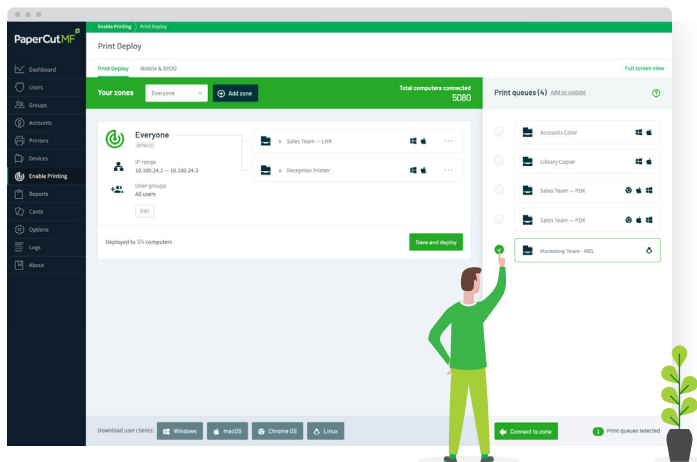 Enable Printing Print Deploy
PaperCut MF
Print Deploy
Print Deploy Mobile & BYOD Full screen view
Your zones Everyone Add zone Total computers connected
5080
Print queues (4) Add or update
Dashboard
Users
Groups
Accounts
Printers
Devices
Enable Printing
Reports
Cards
Options
Logs
About
Everyone
DEFAULT
IP range
10.100.24.1 — 10.100.24.3
User groups
All users
Edit
+ Sales Team — LHR
+ Reception Printer
Deployed to 124 computers
Save and deploy
Accounts Color
Library Copier
Sales Team — PDX
Sales Team — PDX
Marketing Team - MEL
Download user clients: Windows macOS Chrome OS Linux
Connect to zone
1 Print queues selected